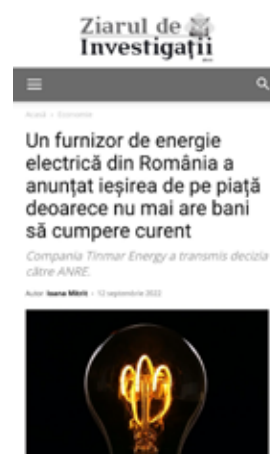 Ziarul de
Investigații
Acasă › Economie
Un furnizor de energie
electrică din România a
anunțat ieșirea de pe piață
deoarece nu mai are bani
să cumpere curent
Compania Tinmar Energy a transmis decizia
către ANRE.
Autor Ioana Mitriț - 12 septembrie 2022